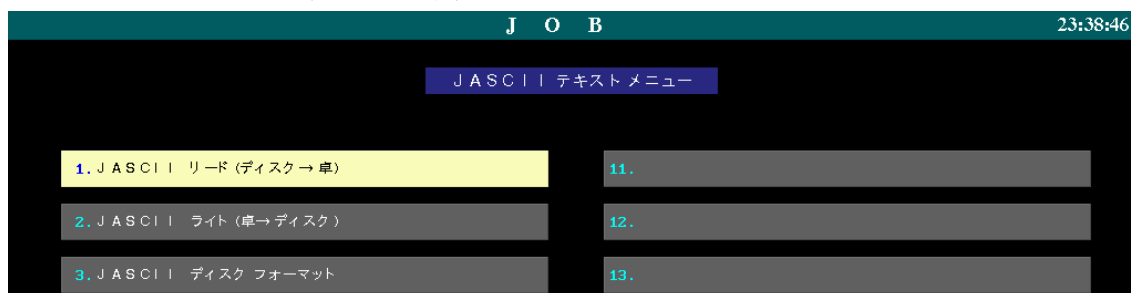 Ｊ　Ｏ　Ｂ 23:38:46
ＪＡＳＣＩＩ テキスト メニュー
1.ＪＡＳＣＩＩ　リード (ディスク→卓)
11.
2.ＪＡＳＣＩＩ　ライト (卓→ディスク)
12.
3.ＪＡＳＣＩＩ　ディスク フォーマット
13.